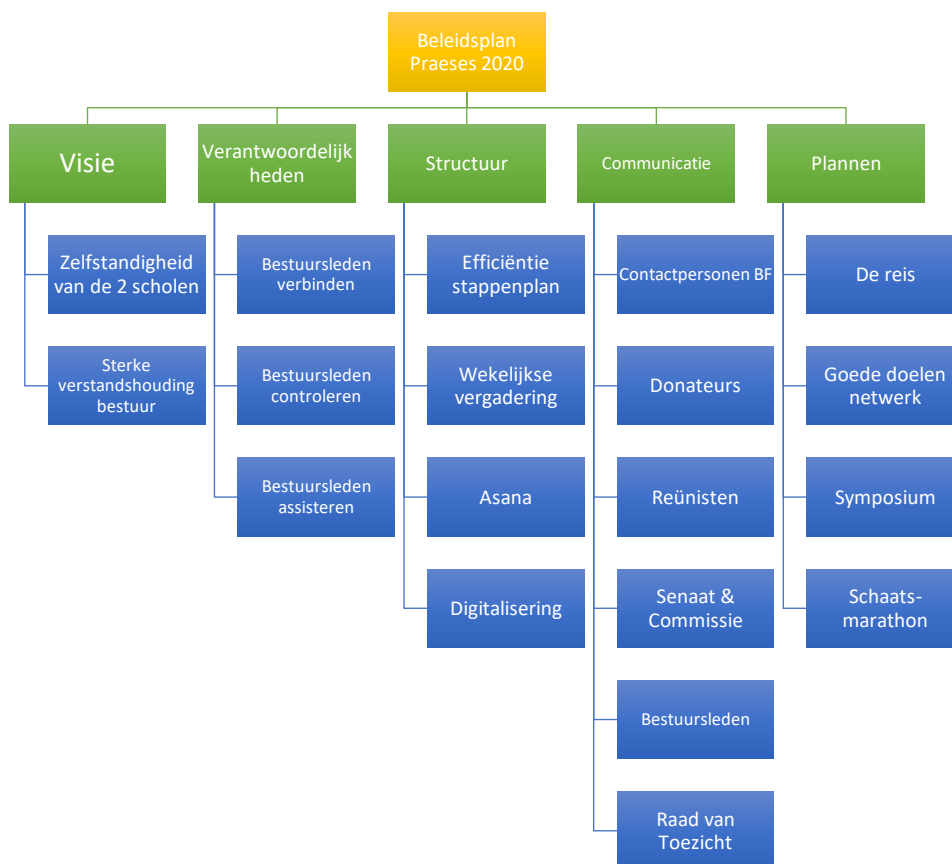 Beleidsplan
Praeses 2020
Visie
Zelfstandigheid
van de 2 scholen
Sterke
verstandshouding
bestuur
Verantwoordelijk
heden
Bestuursleden
verbinden
Bestuursleden
controleren
Bestuursleden
assisteren
Structuur
Efficiëntie
stappenplan
Wekelijkse
vergadering
Asana
Digitalisering
Communicatie
Contactpersonen BF
Donateurs
Reünisten
Senaat &
Commissie
Bestuursleden
Raad van
Toezicht
Plannen
De reis
Goede doelen
netwerk
Symposium
Schaats-
marathon